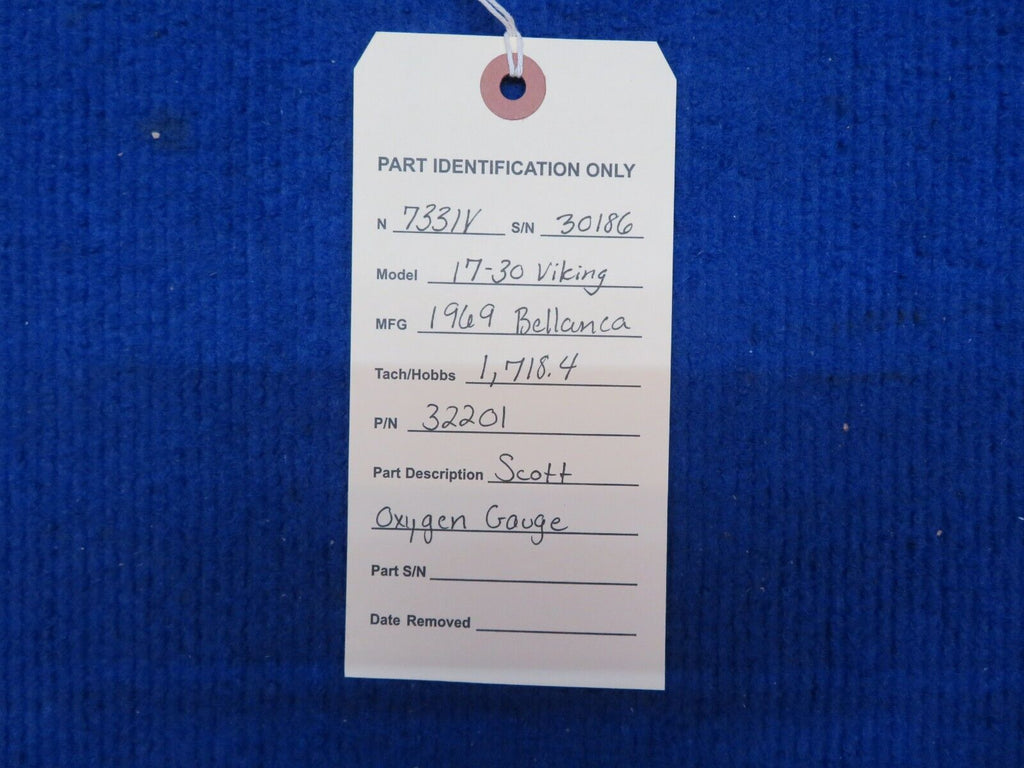 PART IDENTIFICATION ONLY
N 7331V S/N 30186
Model 17-30 Viking
MFG 1969 Bellanca
Tach/Hobbs 1,718.4
P/N 32201
Part Description Scott
Oxygen Gauge
Part S/N
Date Removed